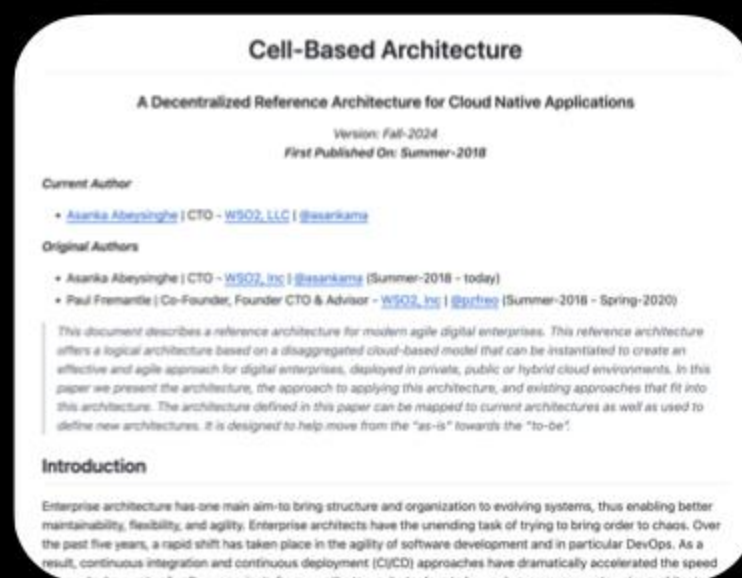 Cell-Based Architecture
A Decentralized Reference Architecture for Cloud Native Applications
Version: Fall-2024
First Published On: Summer-2018
Current Author
• Asanka Abeysinghe | CTO - WSO2, LLC | @asankama
Original Authors
• Asanka Abeysinghe | CTO - WSO2, Inc | @asankama (Summer-2018 - today)
• Paul Fremantle | Co-Founder, Founder CTO & Advisor - WSO2, Inc | @pzfreo (Summer-2018 - Spring-2020)
This document describes a reference architecture for modern agile digital enterprises. This reference architecture
offers a logical architecture based on a disaggregated cloud-based model that can be instantiated to create an
effective and agile approach for digital enterprises, deployed in private, public or hybrid cloud environments. In this
paper we present the architecture, the approach to applying this architecture, and existing approaches that fit into
this architecture. The architecture defined in this paper can be mapped to current architectures as well as used to
define new architectures. It is designed to help move from the "as-is" towards the "to-be".
Introduction
Enterprise architecture has one main aim-to bring structure and organization to evolving systems, thus enabling better
maintainability, flexibility, and agility. Enterprise architects have the unending task of trying to bring order to chaos. Over
the past five years, a rapid shift has taken place in the agility of software development and in particular DevOps. As a
result, continuous integration and continuous deployment (CI/CD) approaches have dramatically accelerated the speed